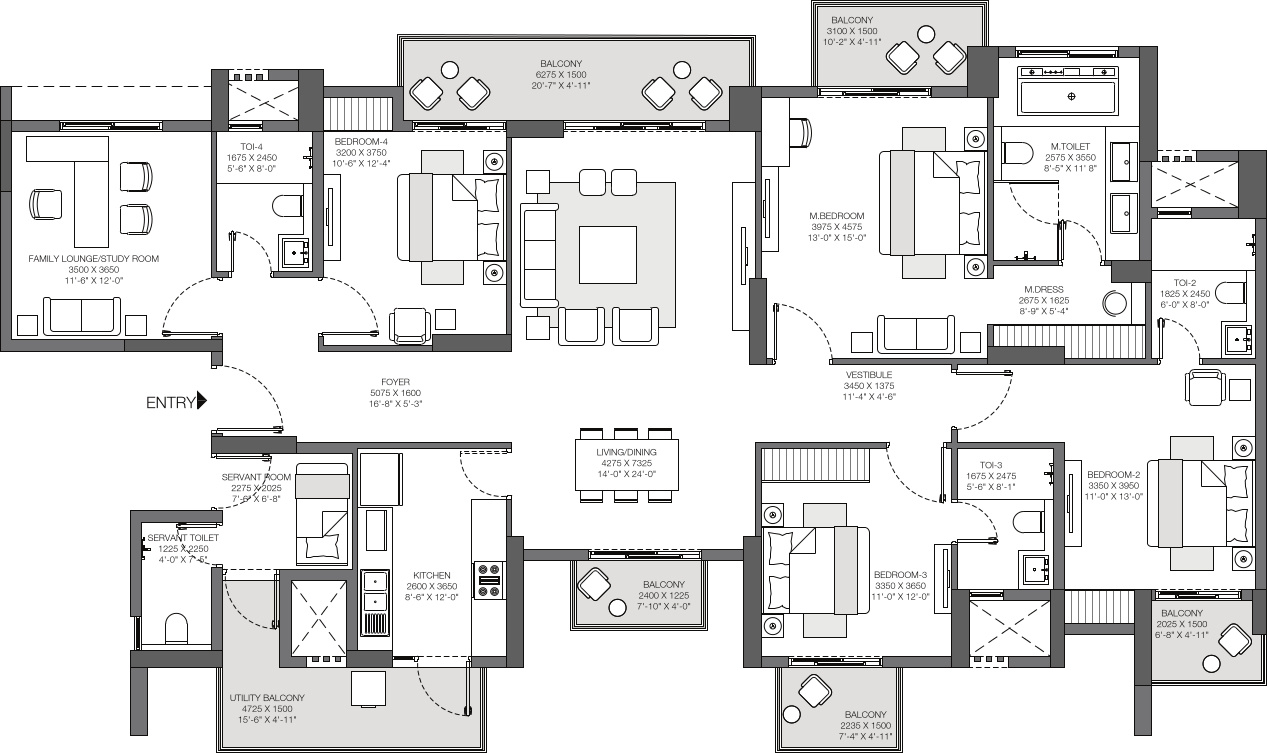 BALCONY
3100 X 1500
10'-2" X 4'-11"
BALCONY
6275 X 1500
20'-7" X 4'-11"
TOI-4
1675 X 2450
5'-6" X 8'-0"
BEDROOM-4
3200 X 3750
10'-6" X 12'-4"
M.TOILET
2575 X 3550
8'-5" X 11' 8"
M.BEDROOM
3975 X 4575
13'-0" X 15'-0"
FAMILY LOUNGE/STUDY ROOM
3500 X 3650
11'-6" X 12'-0"
M.DRESS
2675 X 1625
8'-9" X 5'-4"
TOI-2
1825 X 2450
6'-0" X 8'-0"
FOYER
5075 X 1600
16'-8" X 5'-3"
VESTIBULE
3450 X 1375
11'-4" X 4'-6"
ENTRY
LIVING/DINING
4275 X 7325
14'-0" X 24'-0"
SERVANT ROOM
2275 X 2025
7'-6" X 6'-8"
TOI-3
1675 X 2475
5'-6" X 8'-1"
BEDROOM-2
3350 X 3950
11'-0" X 13'-0"
SERVANT TOILET
1225 X 2250
4'-0" X 7'-5"
KITCHEN
2600 X 3650
8'-6" X 12'-0"
BALCONY
2400 X 1225
7'-10" X 4'-0"
BEDROOM-3
3350 X 3650
11'-0" X 12'-0"
BALCONY
2025 X 1500
6'-8" X 4'-11"
UTILITY BALCONY
4725 X 1500
15'-6" X 4'-11"
BALCONY
2235 X 1500
7'-4" X 4'-11"